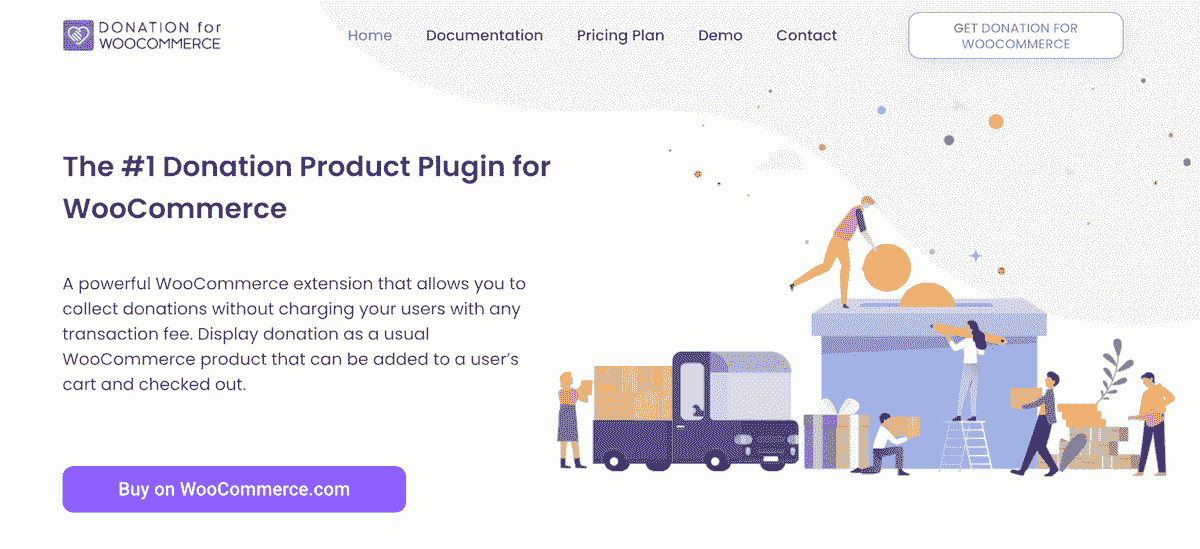 DONATION for
WOOCOMMERCE
Home Documentation Pricing Plan Demo Contact
GET DONATION FOR
WOOCOMMERCE
The #1 Donation Product Plugin for
WooCommerce
A powerful WooCommerce extension that allows you to
collect donations without charging your users with any
transaction fee. Display donation as a usual
WooCommerce product that can be added to a user's
cart and checked out.
Buy on WooCommerce.com